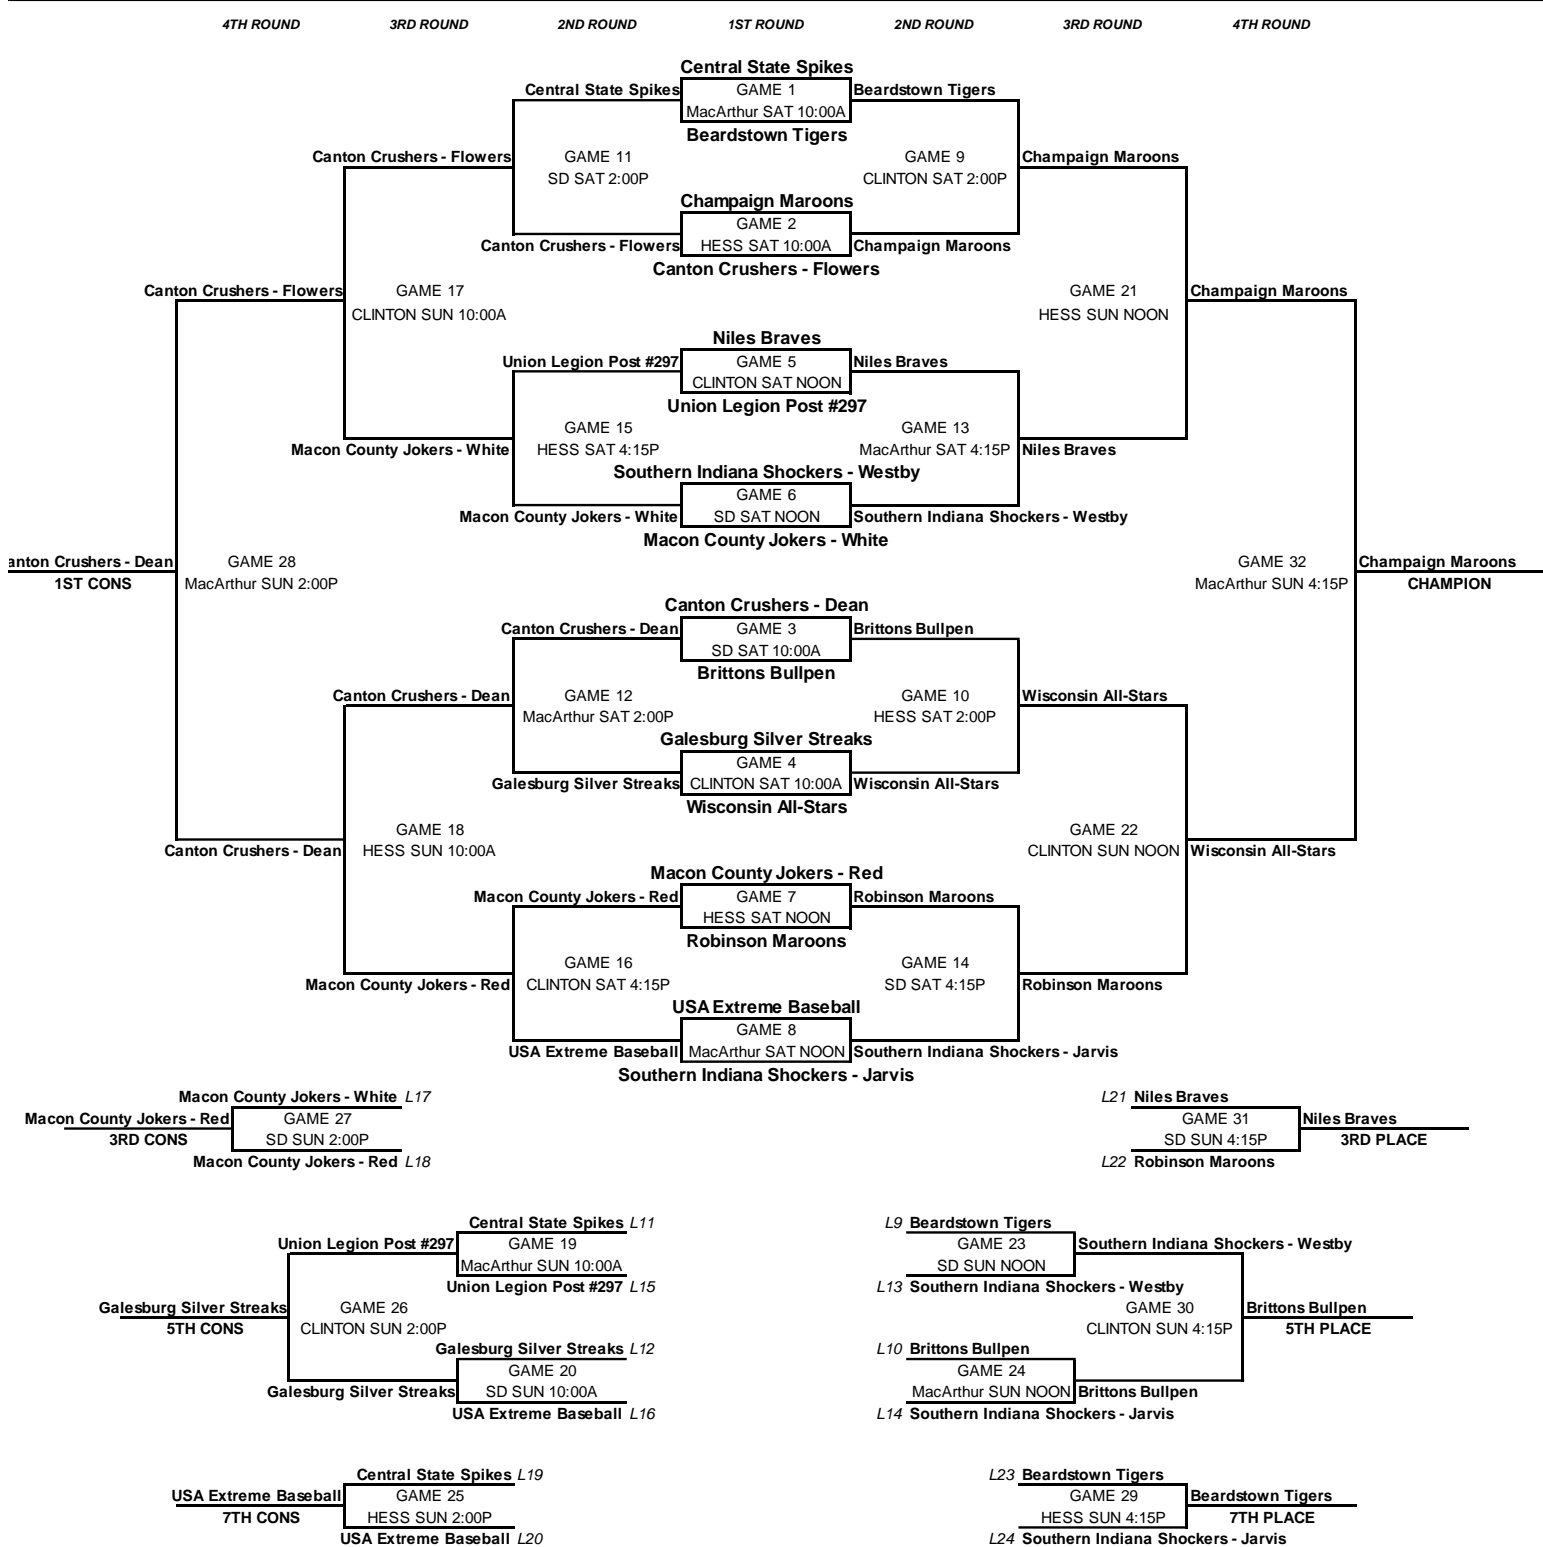 4TH ROUND 3RD ROUND 2ND ROUND 1ST ROUND 2ND ROUND 3RD ROUND 4TH ROUND
Central State Spikes
Central State Spikes GAME 1 Beardstown Tigers
MacArthur SAT 10:00A
Beardstown Tigers
Canton Crushers - Flowers GAME 11 GAME 9 Champaign Maroons
SD SAT 2:00P CLINTON SAT 2:00P
Champaign Maroons
GAME 2
Canton Crushers - Flowers HESS SAT 10:00A Champaign Maroons
Canton Crushers - Flowers
Canton Crushers - Flowers GAME 17 GAME 21 Champaign Maroons
CLINTON SUN 10:00A HESS SUN NOON
Niles Braves
Union Legion Post #297 GAME 5 Niles Braves
CLINTON SAT NOON
Union Legion Post #297
GAME 15 GAME 13
Macon County Jokers - White HESS SAT 4:15P MacArthur SAT 4:15P Niles Braves
Southern Indiana Shockers - Westby
GAME 6
Macon County Jokers - White SD SAT NOON Southern Indiana Shockers - Westby
Macon County Jokers - White
anton Crushers - Dean GAME 28 GAME 32 Champaign Maroons
1ST CONS MacArthur SUN 2:00P MacArthur SUN 4:15P CHAMPION
Canton Crushers - Dean
Canton Crushers - Dean GAME 3 Brittons Bullpen
SD SAT 10:00A
Brittons Bullpen
Canton Crushers - Dean GAME 12 GAME 10 Wisconsin All-Stars
MacArthur SAT 2:00P HESS SAT 2:00P
Galesburg Silver Streaks
GAME 4
Galesburg Silver Streaks CLINTON SAT 10:00A Wisconsin All-Stars
Wisconsin All-Stars
GAME 18 GAME 22
Canton Crushers - Dean HESS SUN 10:00A CLINTON SUN NOON Wisconsin All-Stars
Macon County Jokers - Red
Macon County Jokers - Red GAME 7 Robinson Maroons
HESS SAT NOON
Robinson Maroons
GAME 16 GAME 14
Macon County Jokers - Red CLINTON SAT 4:15P SD SAT 4:15P Robinson Maroons
USA Extreme Baseball
GAME 8
USA Extreme Baseball MacArthur SAT NOON Southern Indiana Shockers - Jarvis
Southern Indiana Shockers - Jarvis
Macon County Jokers - White L17 L21 Niles Braves
Macon County Jokers - Red GAME 27 GAME 31 Niles Braves
3RD CONS SD SUN 2:00P SD SUN 4:15P 3RD PLACE
Macon County Jokers - Red L18 L22 Robinson Maroons
Central State Spikes L11 L9 Beardstown Tigers
Union Legion Post #297 GAME 19 GAME 23 Southern Indiana Shockers - Westby
MacArthur SUN 10:00A SD SUN NOON
Union Legion Post #297 L15 L13 Southern Indiana Shockers - Westby
Galesburg Silver Streaks GAME 26 GAME 30 Brittons Bullpen
5TH CONS CLINTON SUN 2:00P CLINTON SUN 4:15P 5TH PLACE
Galesburg Silver Streaks L12 L10 Brittons Bullpen
GAME 20 GAME 24
Galesburg Silver Streaks SD SUN 10:00A MacArthur SUN NOON Brittons Bullpen
USA Extreme Baseball L16 L14 Southern Indiana Shockers - Jarvis
Central State Spikes L19 L23 Beardstown Tigers
USA Extreme Baseball GAME 25 GAME 29 Beardstown Tigers
7TH CONS HESS SUN 2:00P HESS SUN 4:15P 7TH PLACE
USA Extreme Baseball L20 L24 Southern Indiana Shockers - Jarvis